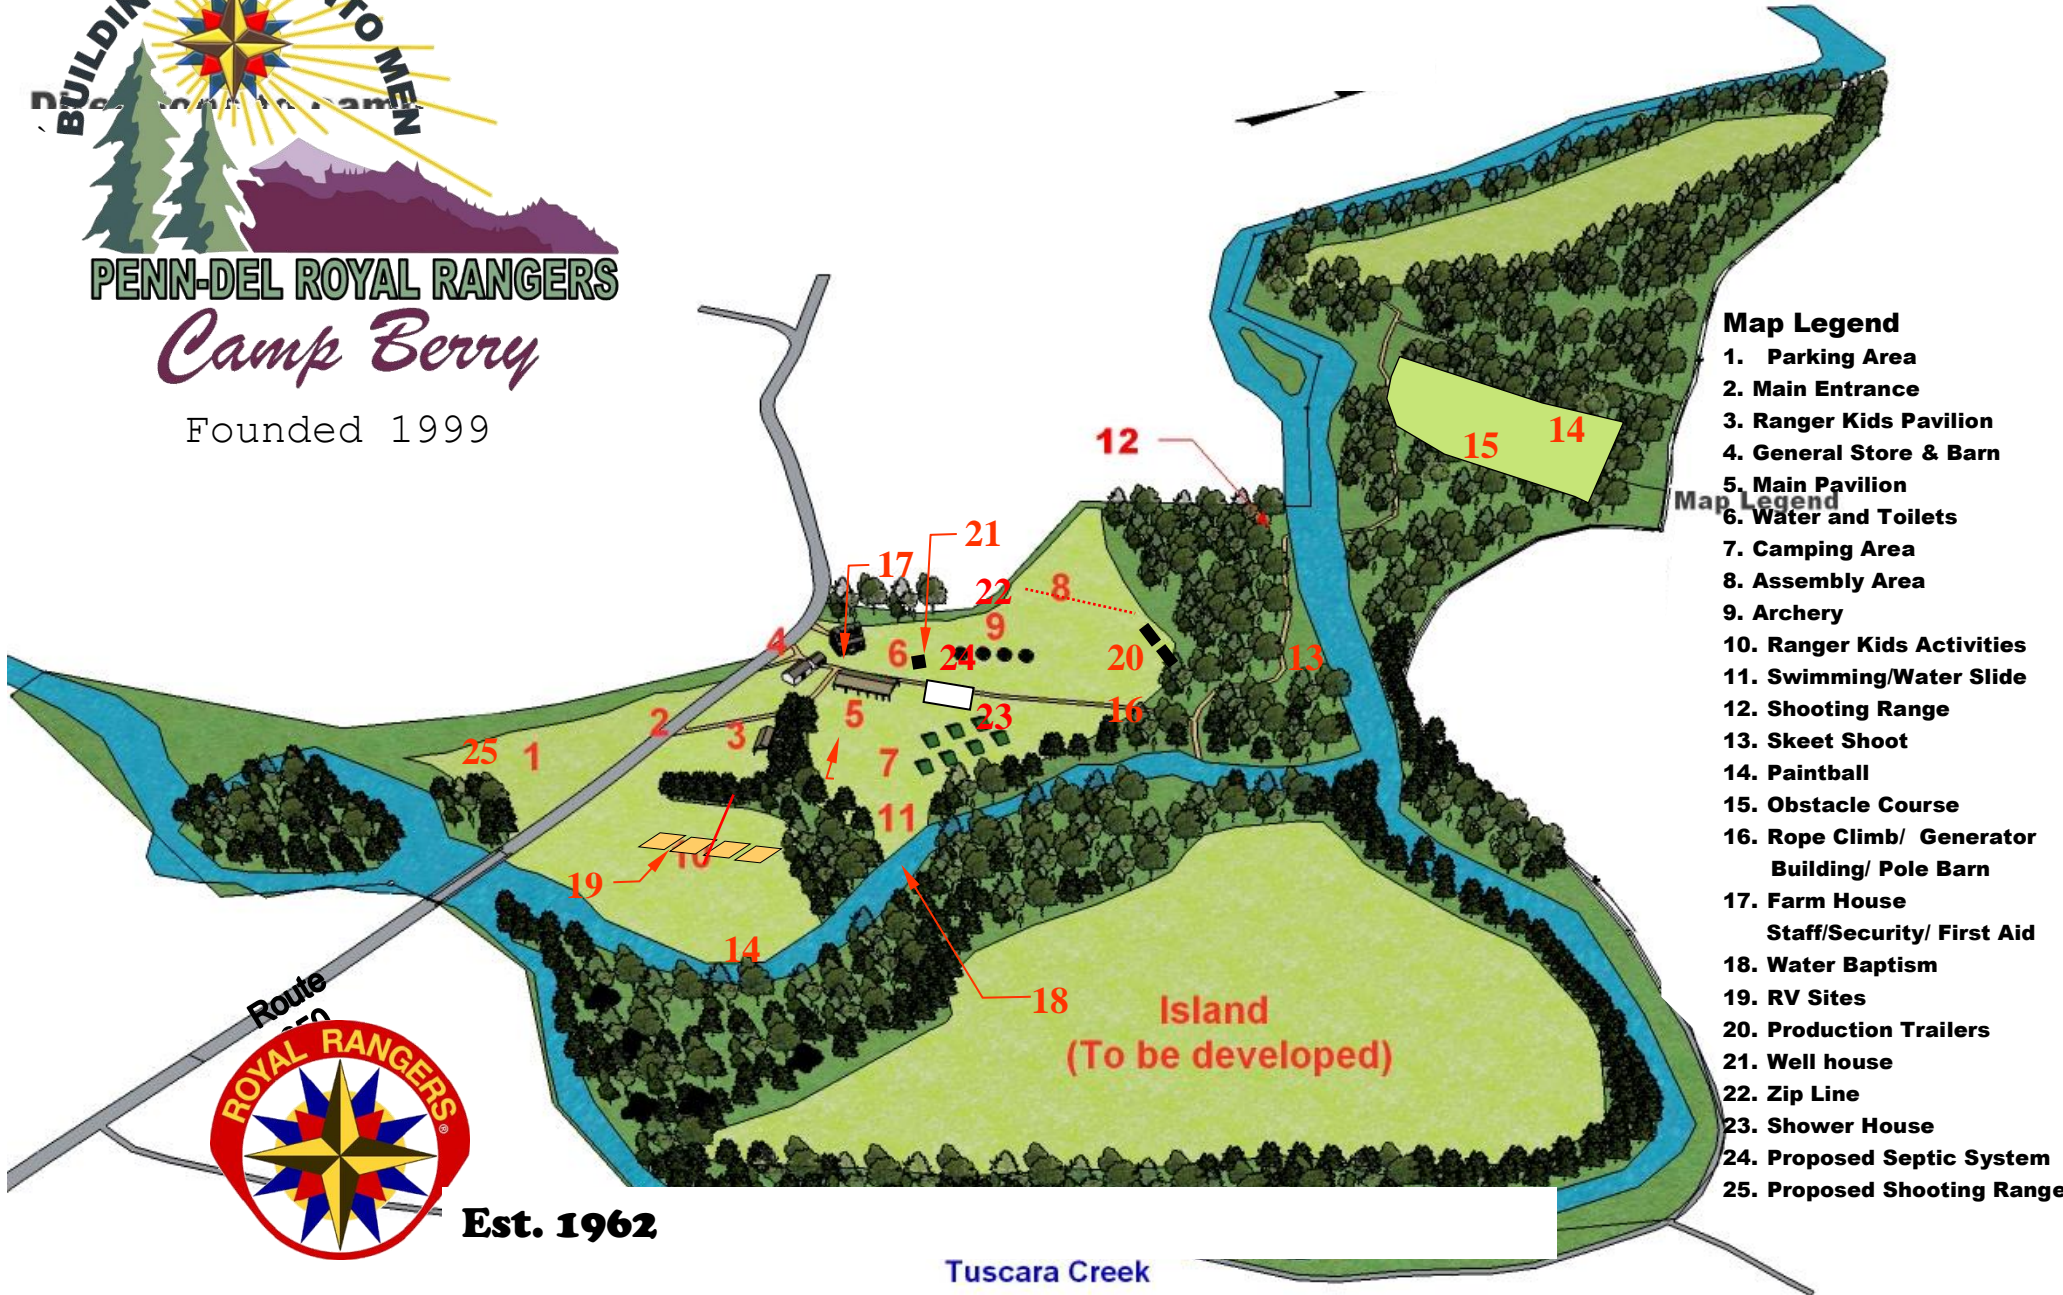 BUILDIN
TO MEN
PENN-DEL ROYAL RANGERS
Camp Berry
Founded 1999
Map Legend
1. Parking Area
2. Main Entrance
3. Ranger Kids Pavilion
4. General Store & Barn
5. Main Pavilion
Map Legend
6. Water and Toilets
7. Camping Area
8. Assembly Area
9. Archery
10. Ranger Kids Activities
11. Swimming/Water Slide
12. Shooting Range
13. Skeet Shoot
14. Paintball
15. Obstacle Course
16. Rope Climb/ Generator
Building/ Pole Barn
17. Farm House
Staff/Security/ First Aid
18. Water Baptism
19. RV Sites
20. Production Trailers
21. Well house
22. Zip Line
23. Shower House
24. Proposed Septic System
25. Proposed Shooting Range
12
15
14
21
17
22
8
9
4
6
24
20
13
2
3
5
23
16
25
1
7
11
10
19
14
18
Island
(To be developed)
Route
ROYAL RANGERS®
Est. 1962
Tuscara Creek